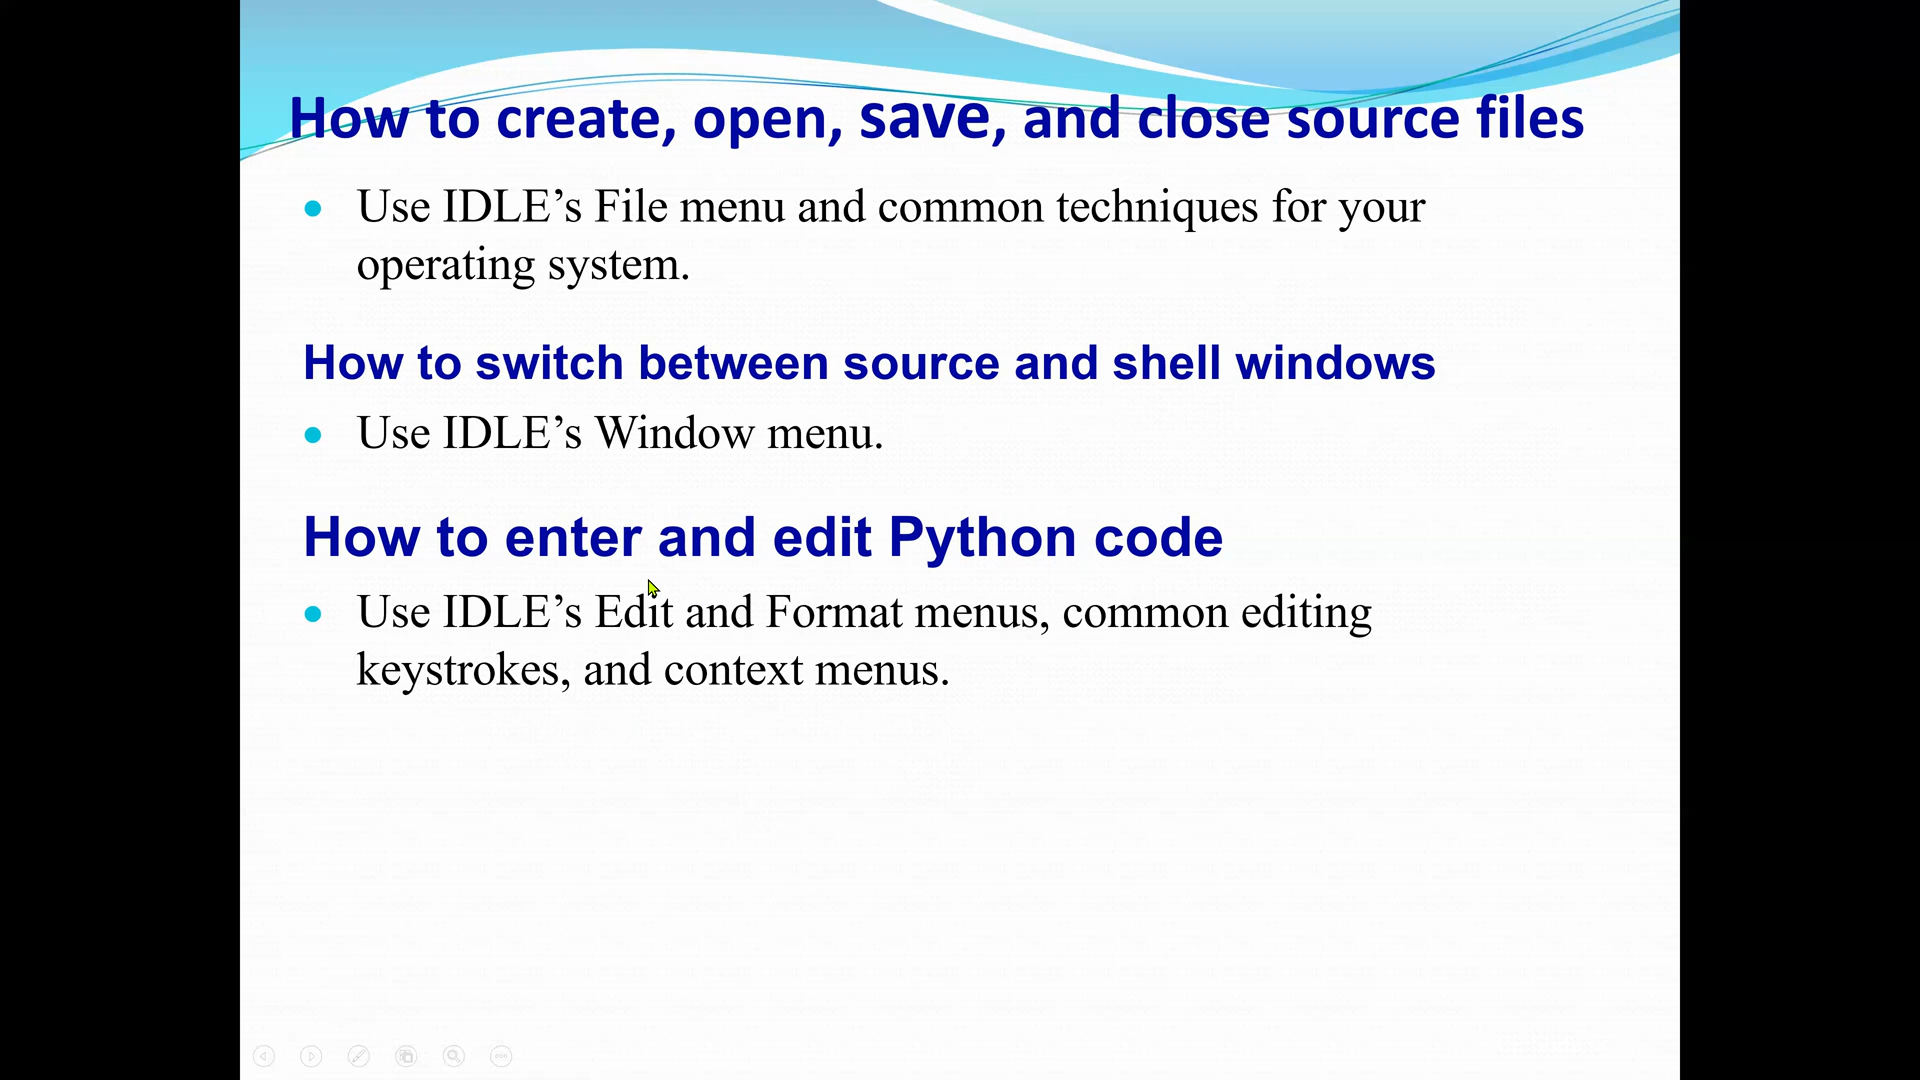 How to create, open, save, and close source files
• Use IDLE’s File menu and common techniques for your
operating system.
How to switch between source and shell windows
• Use IDLE’s Window menu.
How to enter and edit Python code
• Use IDLE’s Edit and Format menus, common editing
keystrokes, and context menus.